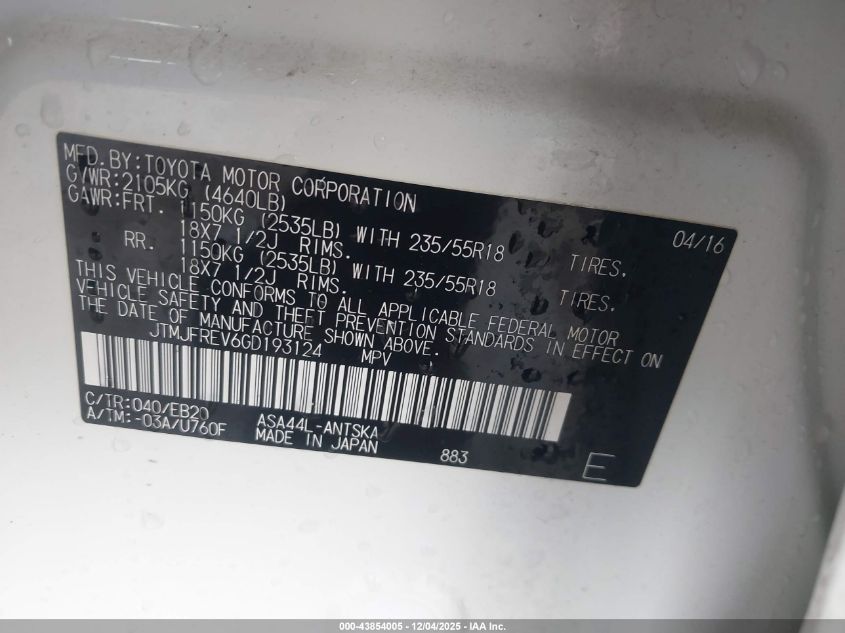 MFD. BY: TOYOTA MOTOR CORPORATION 04/16
GVWR: 2105KG (4640LB)
GAWR: FRT. 1150KG (2535LB) WITH 235/55R18 TIRES,
18X7 1/2J RIMS.
RR. 1150KG (2535LB) WITH 235/55R18 TIRES,
18X7 1/2J RIMS.
THIS VEHICLE CONFORMS TO ALL APPLICABLE FEDERAL MOTOR
VEHICLE SAFETY AND THEFT PREVENTION STANDARDS IN EFFECT ON
THE DATE OF MANUFACTURE SHOWN ABOVE.
JTMJFREV6GD193124 MPV
C/TR: 040/EB20 ASA44L-ANTSKA
A/TM: -03A/U760F MADE IN JAPAN 883 E
000-43854005 - 12/04/2025 - IAA Inc.